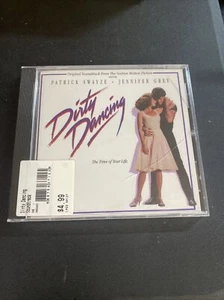 Original Soundtrack From The Vestron Motion Picture
PATRICK SWAYZE • JENNIFER GREY
Dirty Dancing
The Time of Your Life
Dirty Dancing
$4.99